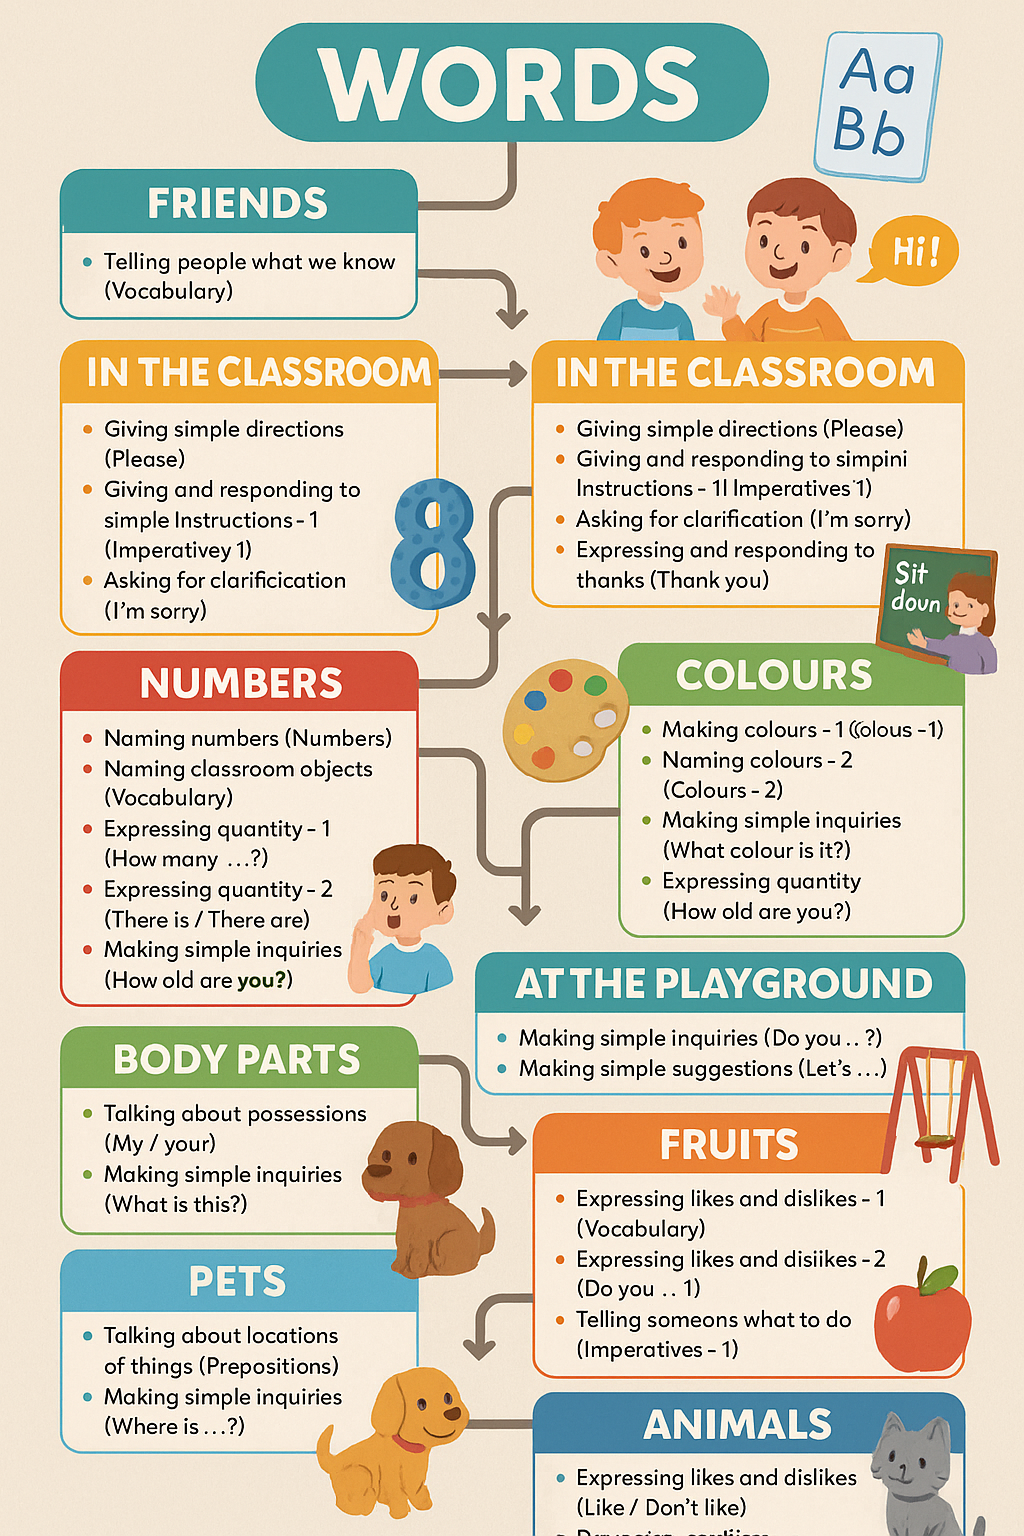 WORDS
Aa
Bb
FRIENDS
Telling people what we know
(Vocabulary)
Hi!
IN THE CLASSROOM
Giving simple directions
(Please)
Giving and responding to
simple Instructions - 1
(Imperativey 1)
Asking for clarificication
(I'm sorry)
IN THE CLASSROOM
Giving simple directions (Please)
Giving and responding to simpini
Instructions - 1l Imperatives 1)
Asking for clarification (I'm sorry)
Expressing and responding to
thanks (Thank you)
8
Sit
doun
NUMBERS
Naming numbers (Numbers)
Naming classroom objects
(Vocabulary)
Expressing quantity - 1
(How many ...?)
Expressing quantity - 2
(There is / There are)
Making simple inquiries
(How old are you?)
COLOURS
Making colours - 1 (Colous -1)
Naming colours - 2
(Colours - 2)
Making simple inquiries
(What colour is it?)
Expressing quantity
(How old are you?)
AT THE PLAYGROUND
Making simple inquiries (Do you .. ?)
Making simple suggestions (Let's ...)
BODY PARTS
Talking about possessions
(My / your)
Making simple inquiries
(What is this?)
FRUITS
Expressing likes and dislikes - 1
(Vocabulary)
Expressing likes and disiikes - 2
(Do you .. 1)
Telling someons what to do
(Imperatives - 1)
PETS
Talking about locations
of things (Prepositions)
Making simple inquiries
(Where is ...?)
ANIMALS
Expressing likes and dislikes
(Like / Don't like)